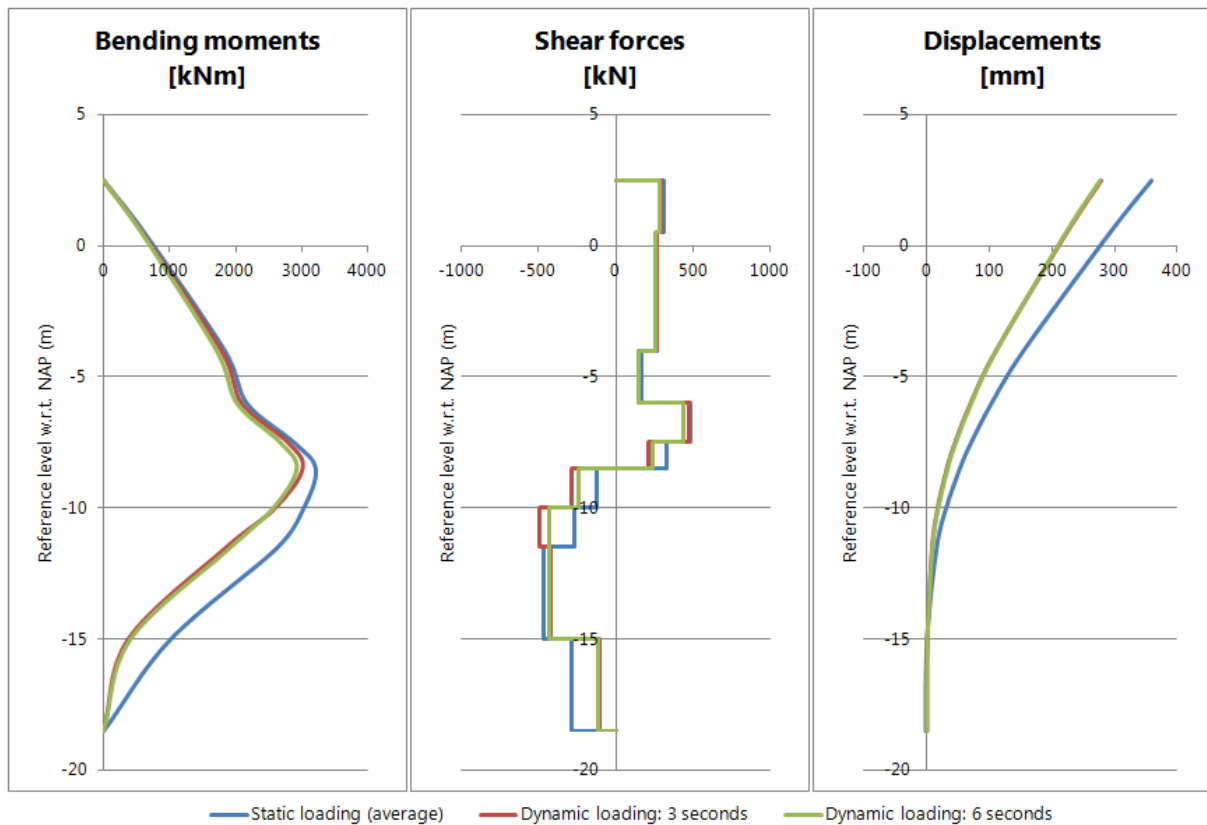 Bending moments
[kNm]
5
0
0
1000
2000
3000
4000
-5
-10
-15
-20
Reference level w.r.t. NAP (m)
Shear forces
[kN]
5
0
-1000
-500
0
500
1000
-5
-10
-15
-20
Reference level w.r.t. NAP (m)
Displacements
[mm]
5
0
-100
0
100
200
300
400
-5
-10
-15
-20
Reference level w.r.t. NAP (m)
Static loading (average)
Dynamic loading: 3 seconds
Dynamic loading: 6 seconds